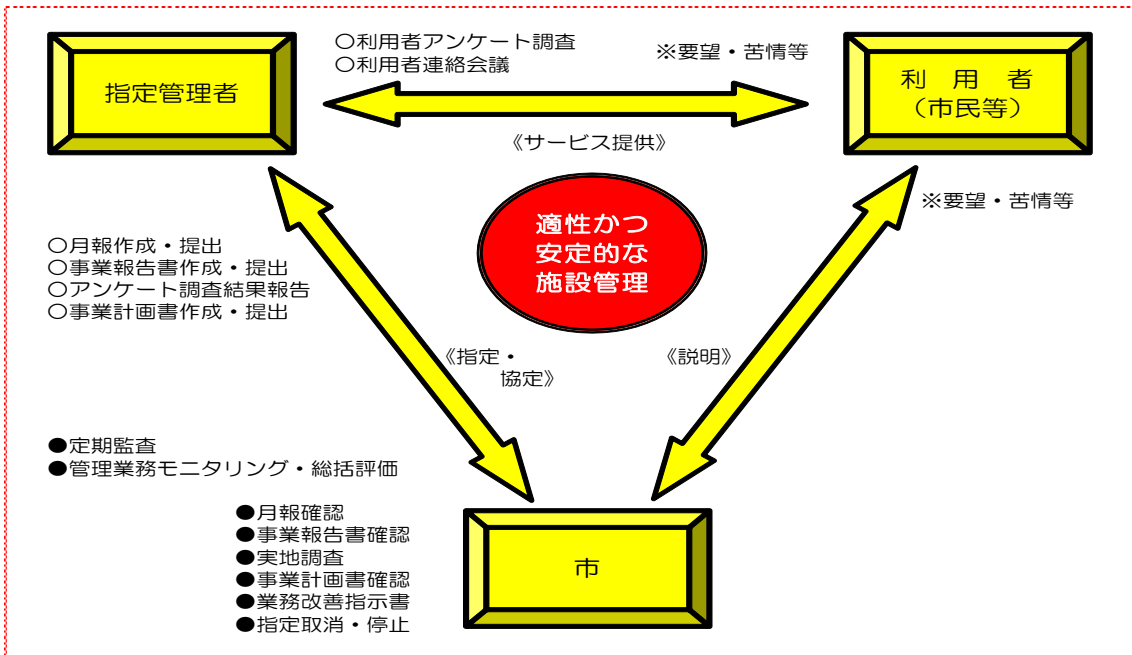 ○利用者アンケート調査
○利用者連絡会議
※要望・苦情等
指定管理者
利用者
（市民等）
《サービス提供》
※要望・苦情等
適性かつ
安定的な
施設管理
○月報作成・提出
○事業報告書作成・提出
○アンケート調査結果報告
○事業計画書作成・提出
《指定・
協定》
《説明》
●定期監査
●管理業務モニタリング・総括評価
●月報確認
●事業報告書確認
●実地調査
●事業計画書確認
●業務改善指示書
●指定取消・停止
市